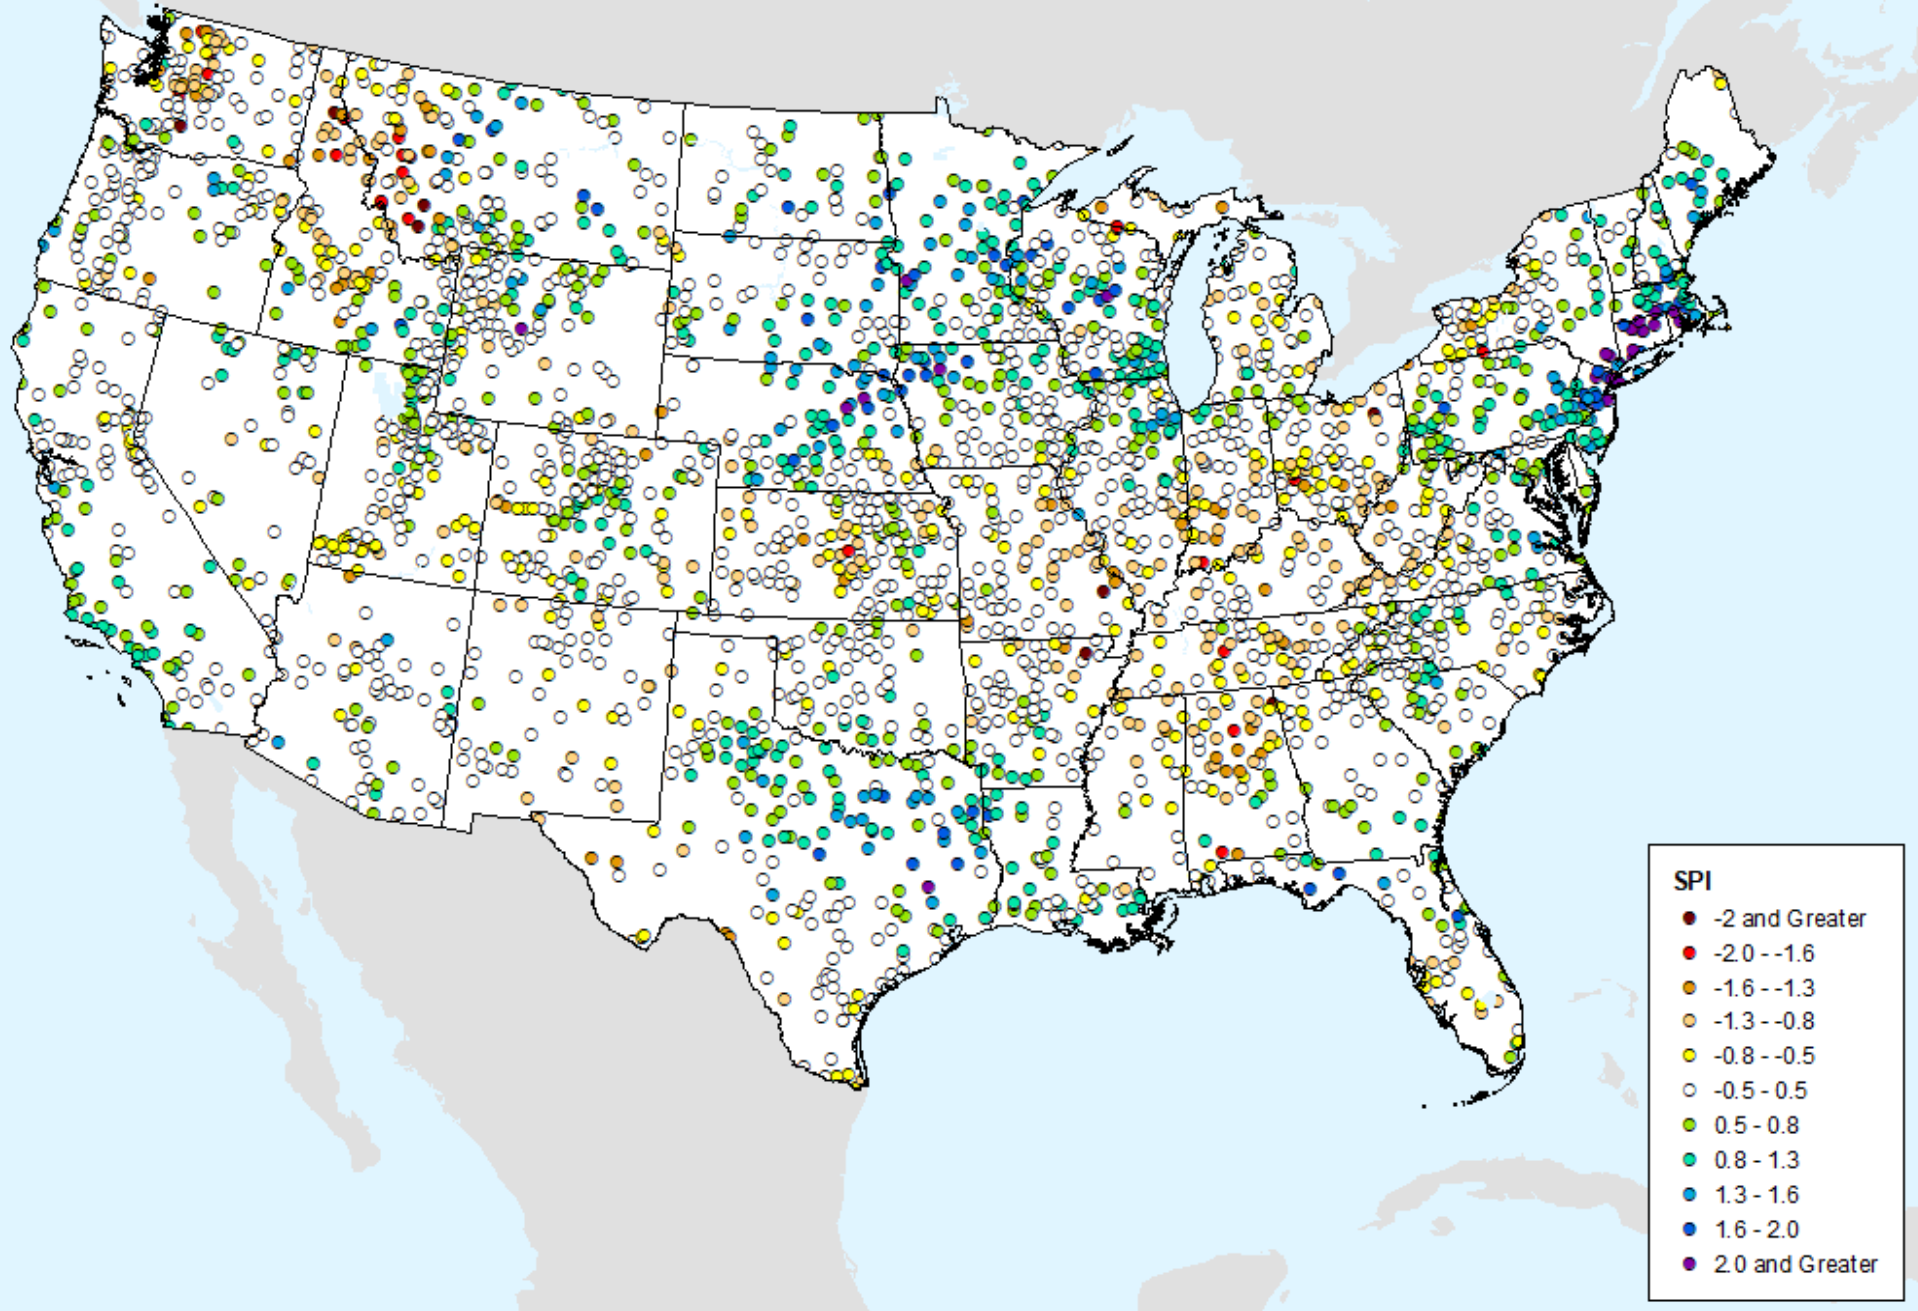 SPI
-2 and Greater
-2.0 - -1.6
-1.6 - -1.3
-1.3 - -0.8
-0.8 - -0.5
-0.5 - 0.5
0.5 - 0.8
0.8 - 1.3
1.3 - 1.6
1.6 - 2.0
2.0 and Greater